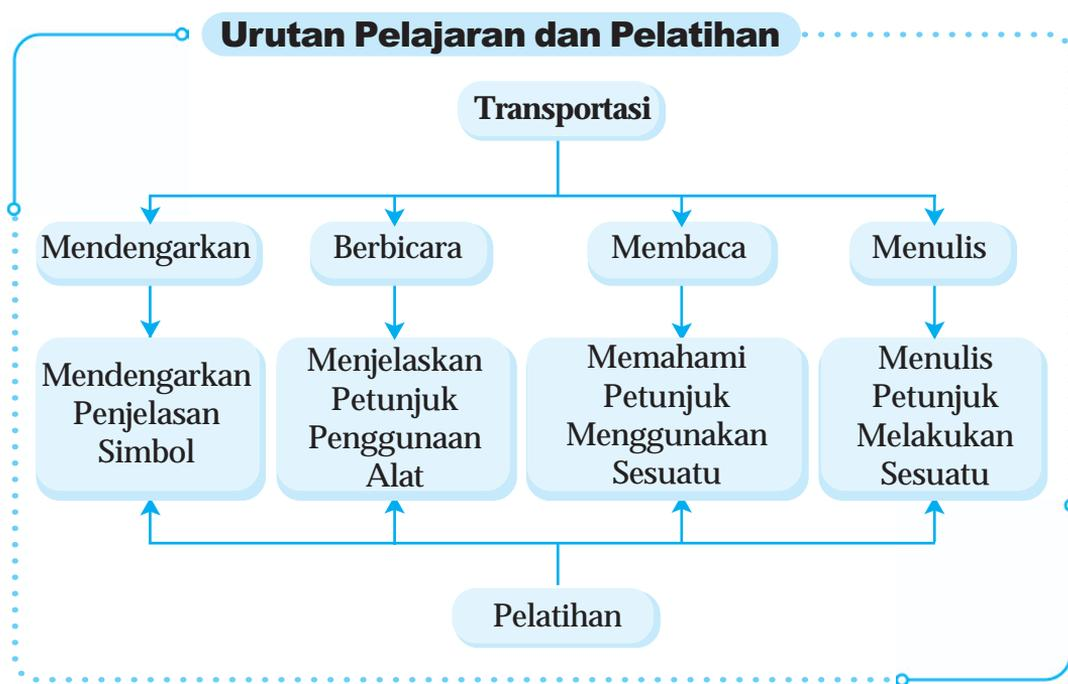 Urutan Pelajaran dan Pelatihan
Transportasi
Mendengarkan
Berbicara
Membaca
Menulis
Mendengarkan
Penjelasan
Simbol
Menjelaskan
Petunjuk
Penggunaan
Alat
Memahami
Petunjuk
Menggunakan
Sesuatu
Menulis
Petunjuk
Melakukan
Sesuatu
Pelatihan